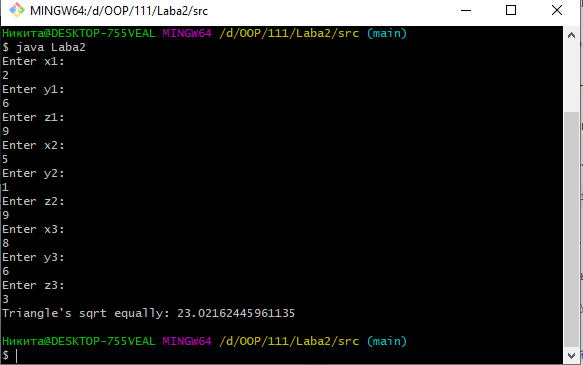 MINGW64:/d/OOP/111/Laba2/src
Никита@DESKTOP-755VEAL MINGW64 /d/OOP/111/Laba2/src (main)
$ java Laba2
Enter x1:
2
Enter y1:
6
Enter z1:
9
Enter x2:
5
Enter y2:
1
Enter z2:
9
Enter x3:
8
Enter y3:
6
Enter z3:
3
Triangle's sqrt equally: 23.02162445961135
Никита@DESKTOP-755VEAL MINGW64 /d/OOP/111/Laba2/src (main)
$